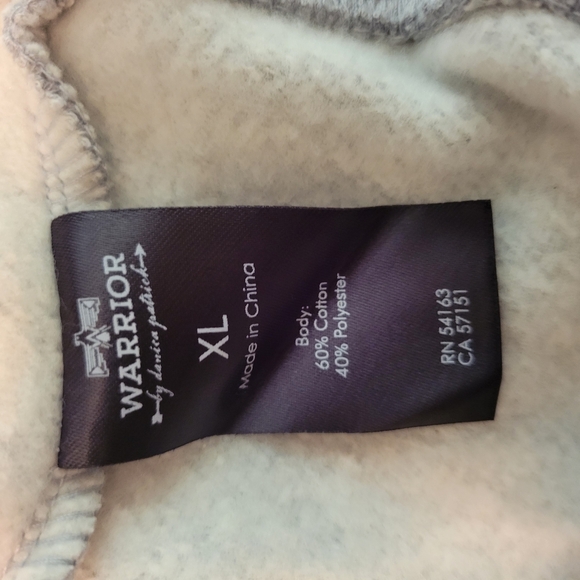 WARRIOR
by danica patrick
XL
Made in China
Body:
60% Cotton
40% Polyester
RN 54163
CA 57151